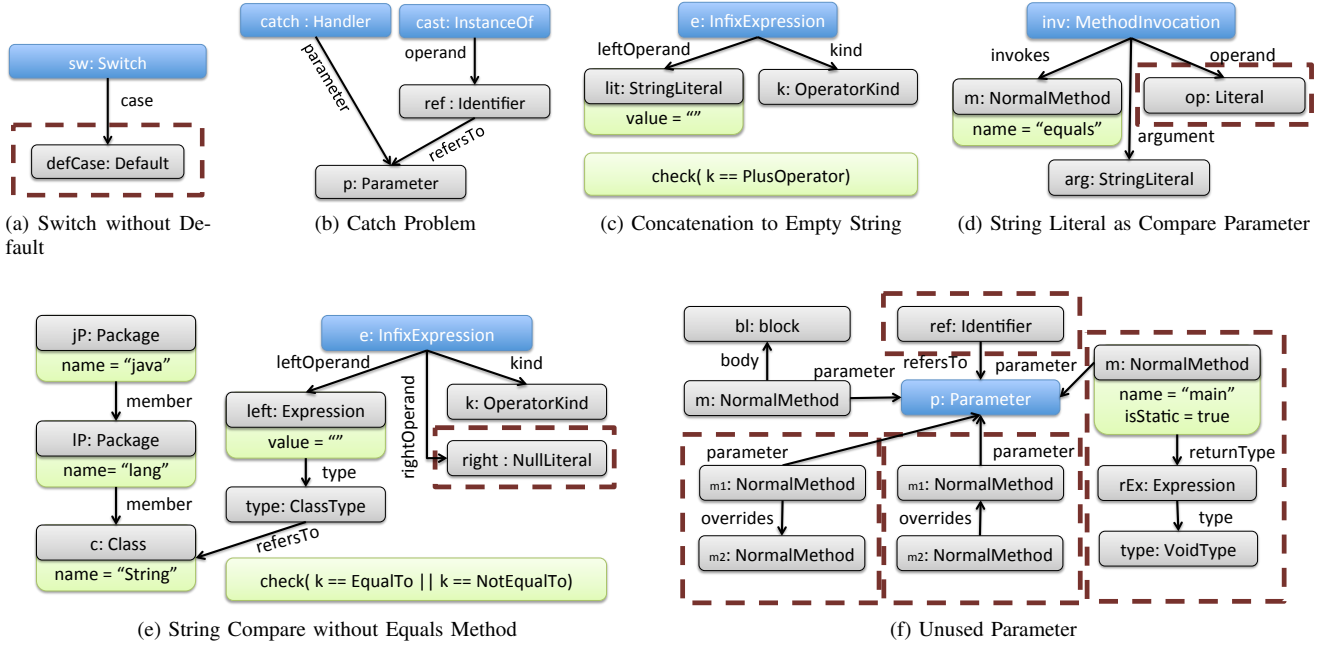 sw: Switch
case
defCase: Default
(a) Switch without De-
fault
catch : Handler
cast: InstanceOf
parameter
operand
ref : Identifier
refersTo
p: Parameter
(b) Catch Problem
e: InfixExpression
leftOperand
kind
lit: StringLiteral
value = “”
k: OperatorKind
check( k == PlusOperator)
(c) Concatenation to Empty String
inv: MethodInvocation
invokes
operand
m: NormalMethod
name = “equals”
op: Literal
argument
arg: StringLiteral
(d) String Literal as Compare Parameter
jP: Package
name = “java”
member
lP: Package
name= “lang”
member
c: Class
name = “String”
e: InfixExpression
leftOperand
kind
rightOperand
left: Expression
value = “”
k: OperatorKind
right : NullLiteral
type
type: ClassType
refersTo
check( k == EqualTo || k == NotEqualTo)
(e) String Compare without Equals Method
bl: block
body
m: NormalMethod
parameter
ref: Identifier
refersTo
p: Parameter
parameter
m: NormalMethod
name = “main”
isStatic = true
returnType
rEx: Expression
type
type: VoidType
parameter
m1: NormalMethod
overrides
m2: NormalMethod
parameter
m1: NormalMethod
overrides
m2: NormalMethod
(f) Unused Parameter